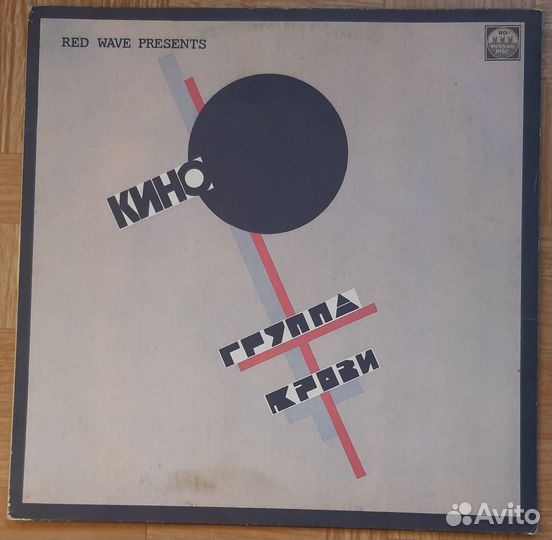 RED WAVE PRESENTS
RD
RUSSIAN
DISC
КИНО
ГРУППА
КРОВИ
Avito